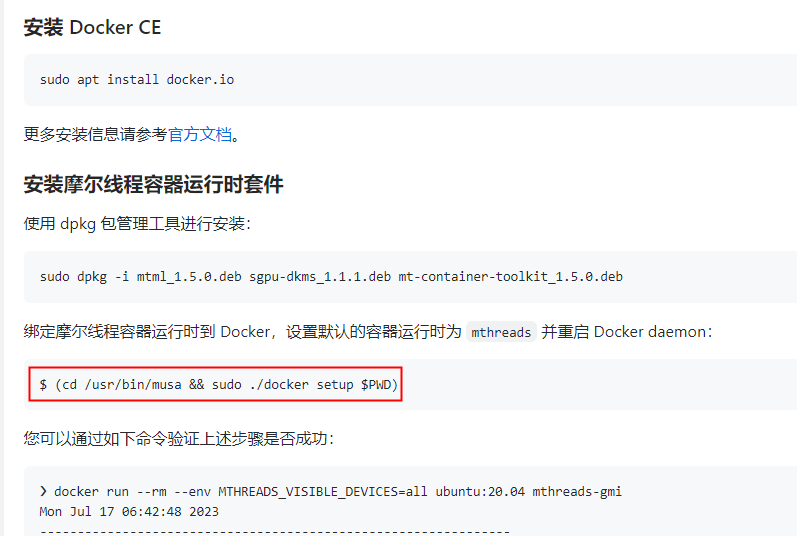 安装 Docker CE
sudo apt install docker.io
更多安装信息请参考官方文档。
安装摩尔线程容器运行时套件
使用 dpkg 包管理工具进行安装：
sudo dpkg -i mtml_1.5.0.deb sgpu-dkms_1.1.1.deb mt-container-toolkit_1.5.0.deb
绑定摩尔线程容器运行时到 Docker，设置默认的容器运行时为 mthreads 并重启 Docker daemon：
$ (cd /usr/bin/musa && sudo ./docker setup $PWD)
您可以通过如下命令验证上述步骤是否成功：
❯ docker run --rm --env MTHREADS_VISIBLE_DEVICES=all ubuntu:20.04 mthreads-gmi
Mon Jul 17 06:42:48 2023
---------------------------------------------------------------